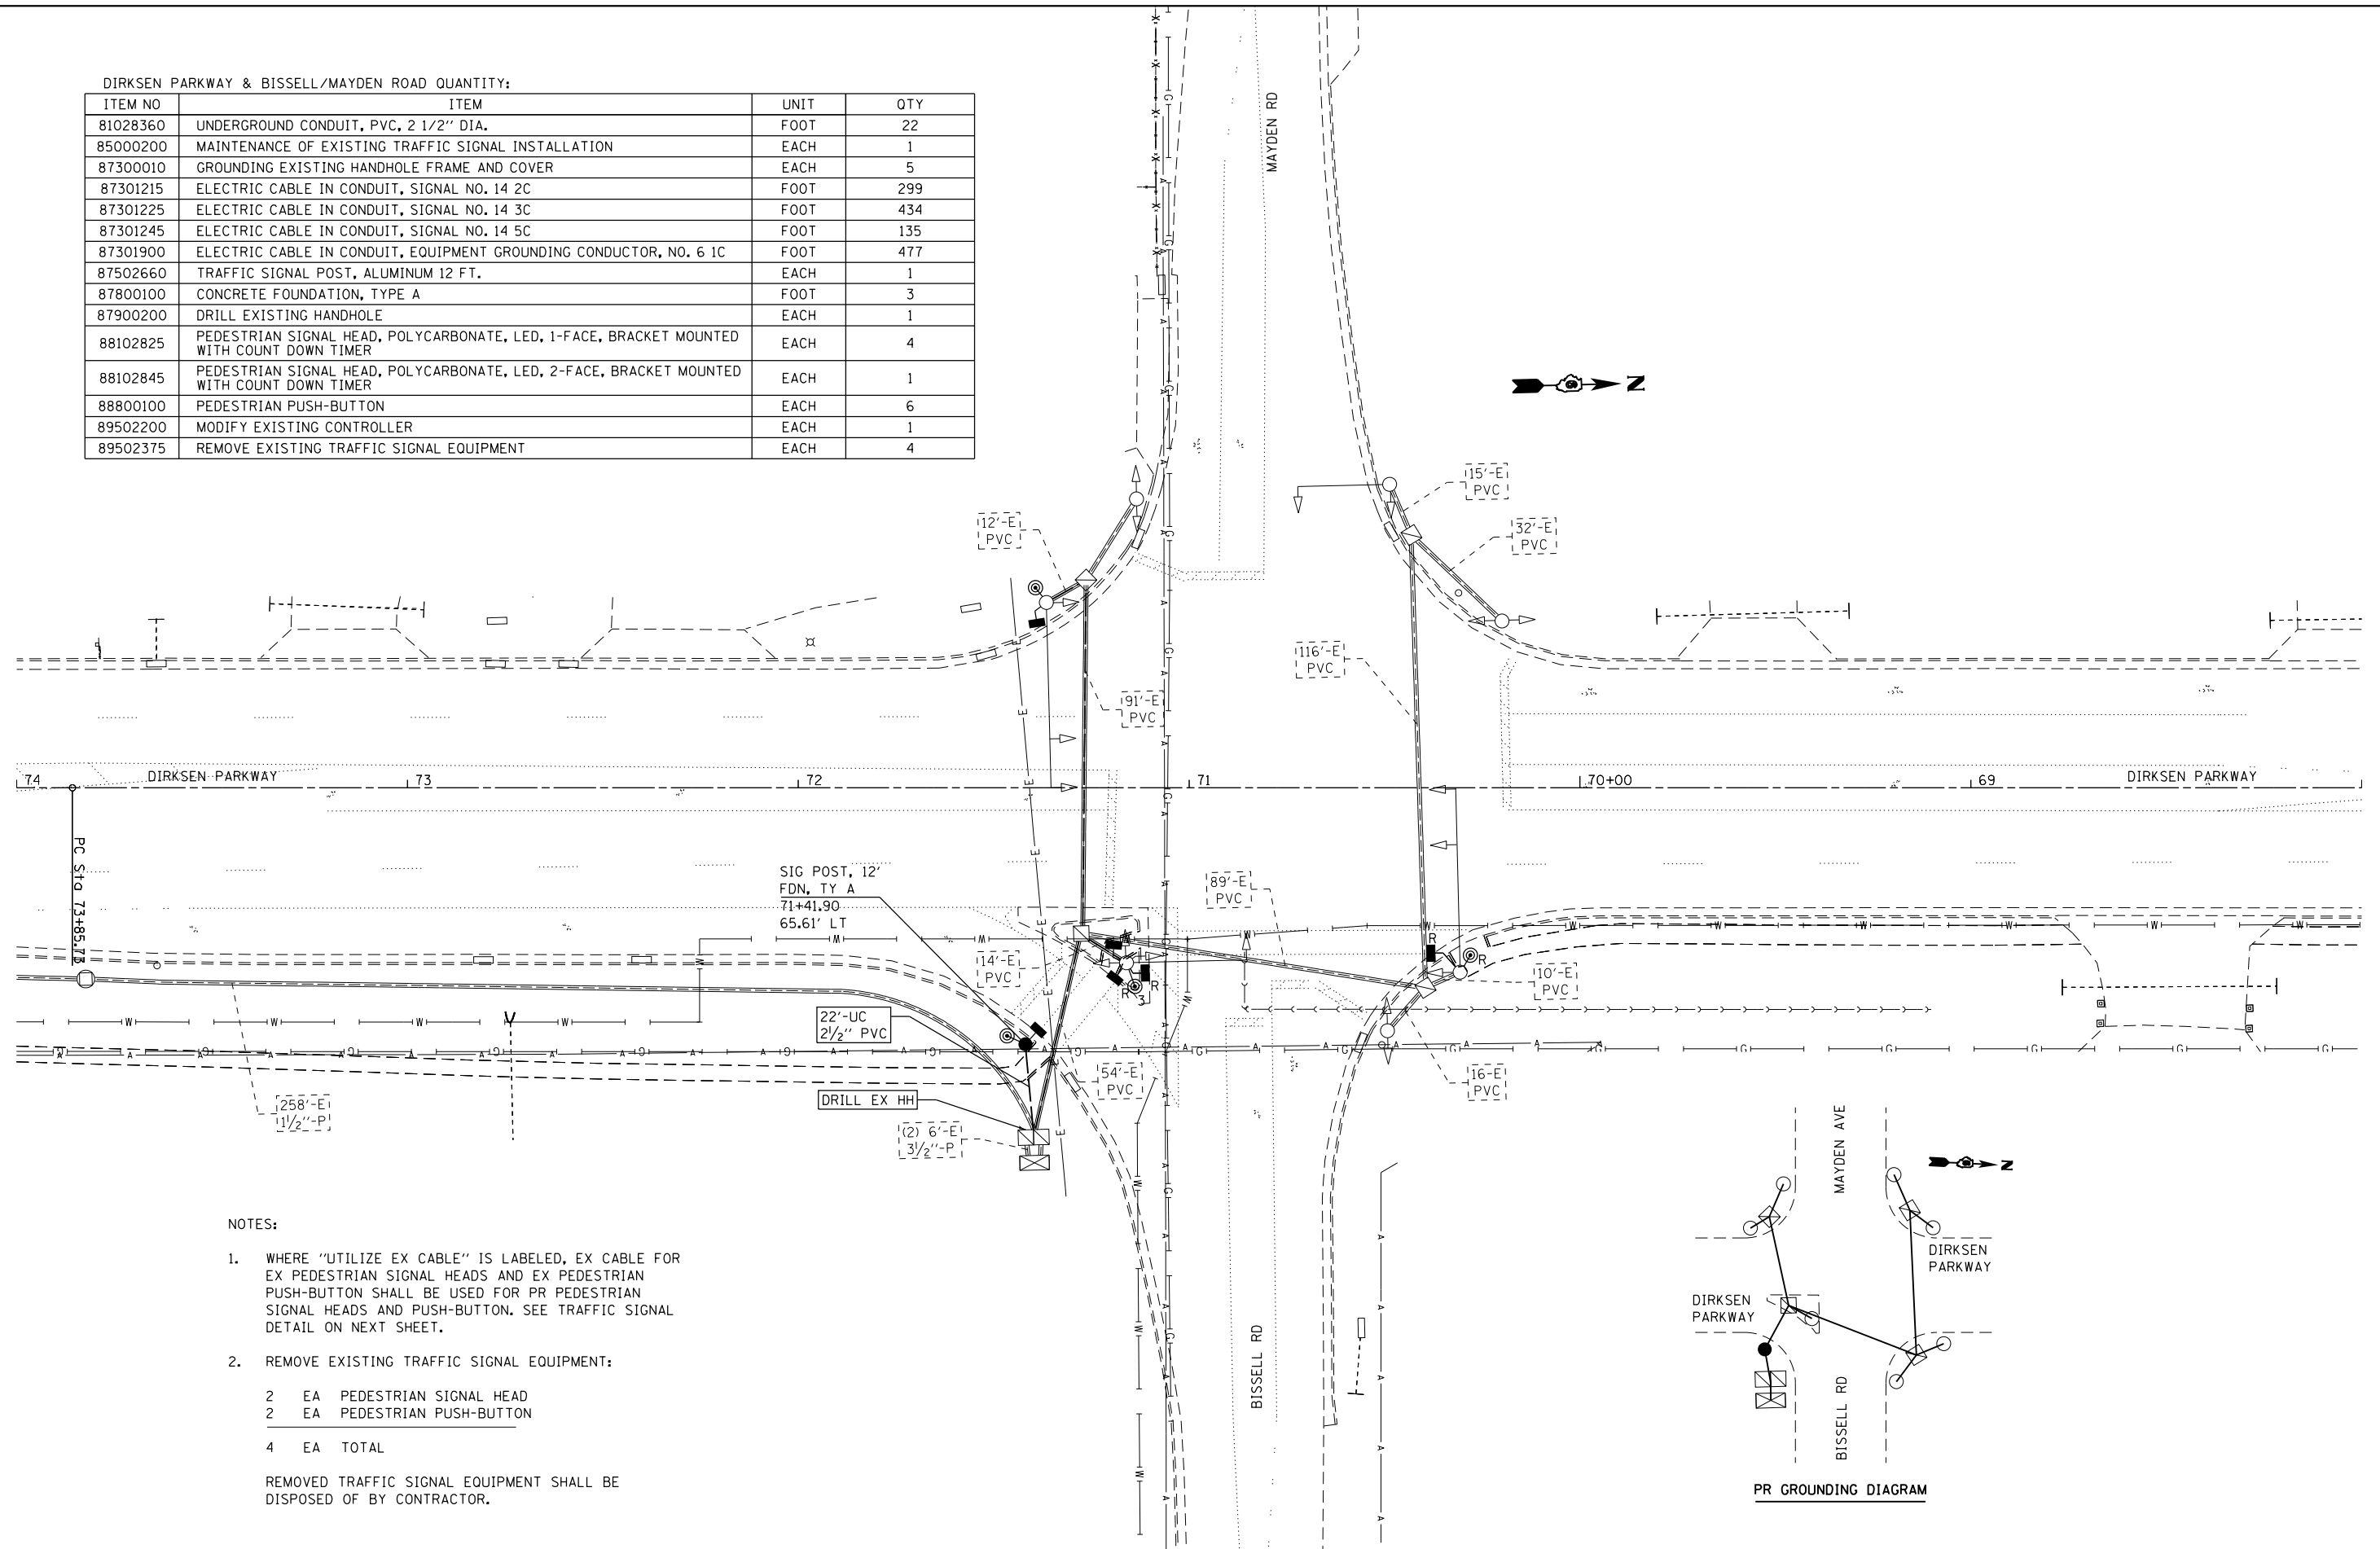 DIRKSEN PARKWAY & BISSELL/MAYDEN ROAD QUANTITY:
ITEM NO ITEM UNIT QTY
81028360 UNDERGROUND CONDUIT, PVC, 2 1/2'' DIA. FOOT 22
85000200 MAINTENANCE OF EXISTING TRAFFIC SIGNAL INSTALLATION EACH 1
87300010 GROUNDING EXISTING HANDHOLE FRAME AND COVER EACH 5
87301215 ELECTRIC CABLE IN CONDUIT, SIGNAL NO. 14 2C FOOT 299
87301225 ELECTRIC CABLE IN CONDUIT, SIGNAL NO. 14 3C FOOT 434
87301245 ELECTRIC CABLE IN CONDUIT, SIGNAL NO. 14 5C FOOT 135
87301900 ELECTRIC CABLE IN CONDUIT, EQUIPMENT GROUNDING CONDUCTOR, NO. 6 1C FOOT 477
87502660 TRAFFIC SIGNAL POST, ALUMINUM 12 FT. EACH 1
87800100 CONCRETE FOUNDATION, TYPE A FOOT 3
87900200 DRILL EXISTING HANDHOLE EACH 1
88102825 PEDESTRIAN SIGNAL HEAD, POLYCARBONATE, LED, 1-FACE, BRACKET MOUNTED
WITH COUNT DOWN TIMER EACH 4
88102845 PEDESTRIAN SIGNAL HEAD, POLYCARBONATE, LED, 2-FACE, BRACKET MOUNTED
WITH COUNT DOWN TIMER EACH 1
88800100 PEDESTRIAN PUSH-BUTTON EACH 6
89502200 MODIFY EXISTING CONTROLLER EACH 1
89502375 REMOVE EXISTING TRAFFIC SIGNAL EQUIPMENT EACH 4
MAYDEN RD
N
15'-E
PVC
12'-E
PVC
32'-E
PVC
116'-E
PVC
91'-E
PVC
74
DIRKSEN PARKWAY
73
72
71
70+00
69
DIRKSEN PARKWAY
PC Sta 73+85.73
SIG POST, 12'
FDN, TY A
71+41.90
65.61' LT
89'-E
PVC
14'-E
PVC
1
R
R
R
R
3
10'-E
PVC
22'-UC
2½'' PVC
54'-E
PVC
16-E
PVC
258'-E
1½''-P
DRILL EX HH
(2) 6'-E
3½''-P
BISSELL RD
NOTES:
1. WHERE ''UTILIZE EX CABLE'' IS LABELED, EX CABLE FOR
EX PEDESTRIAN SIGNAL HEADS AND EX PEDESTRIAN
PUSH-BUTTON SHALL BE USED FOR PR PEDESTRIAN
SIGNAL HEADS AND PUSH-BUTTON. SEE TRAFFIC SIGNAL
DETAIL ON NEXT SHEET.
2. REMOVE EXISTING TRAFFIC SIGNAL EQUIPMENT:
2 EA PEDESTRIAN SIGNAL HEAD
2 EA PEDESTRIAN PUSH-BUTTON
4 EA TOTAL
REMOVED TRAFFIC SIGNAL EQUIPMENT SHALL BE
DISPOSED OF BY CONTRACTOR.
MAYDEN AVE
N
DIRKSEN
PARKWAY
DIRKSEN
PARKWAY
BISSELL RD
PR GROUNDING DIAGRAM